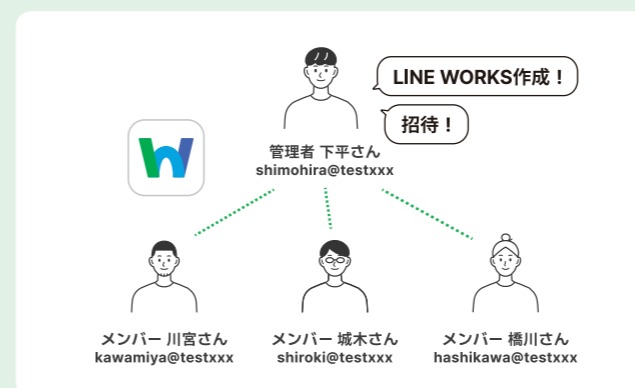 LINE WORKS作成！
招待！
管理者 下平さん
shimohira@testxxx
メンバー 川宮さん
kawamiya@testxxx
メンバー 城木さん
shiroki@testxxx
メンバー 橋川さん
hashikawa@testxxx